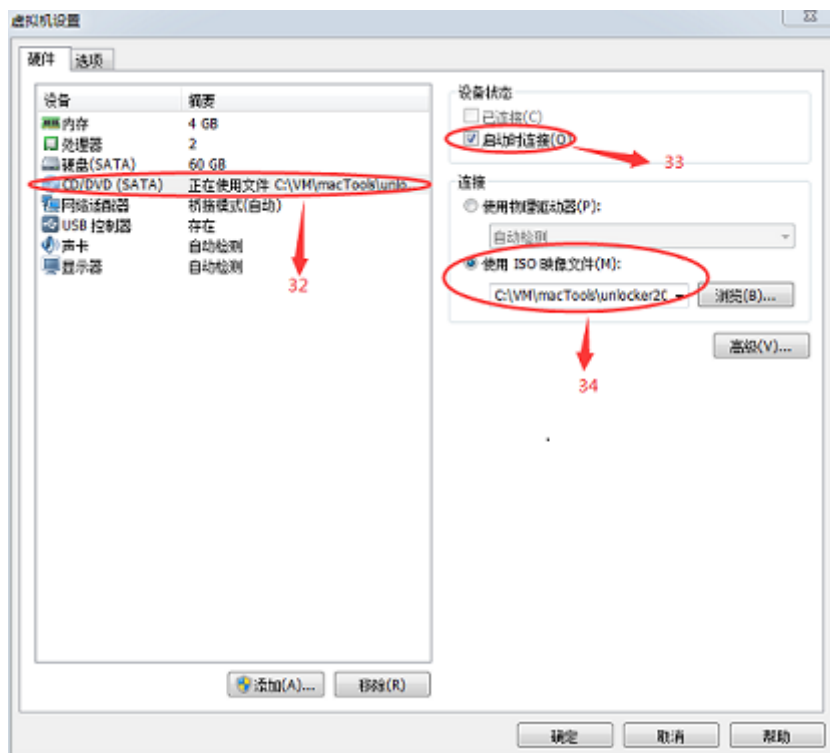 虚拟机设置
硬件 选项
设备 摘要
内存 4 GB
处理器 2
硬盘(SATA) 60 GB
CD/DVD (SATA) 正在使用文件 C:\VM\macTools\unlo...
网络适配器 桥接模式(自动)
USB 控制器 存在
声卡 自动检测
显示器 自动检测
32
添加(A)... 移除(R)
设备状态
已连接(C)
启动时连接(O)
33
连接
使用物理驱动器(P):
自动检测
使用 ISO 映像文件(M):
C:\VM\macTools\unlocker20 浏览(B)...
高级(V)...
34
确定 取消 帮助